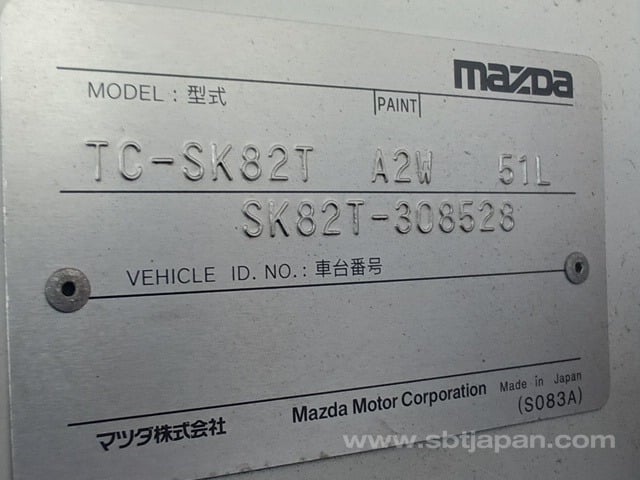 mazda
MODEL : 型式 PAINT
TC-SK82T A2W 51L
SK82T-308528
VEHICLE ID. NO. : 車台番号
マツダ株式会社 Mazda Motor Corporation Made in Japan
(S083A)
www.sbtjapan.com